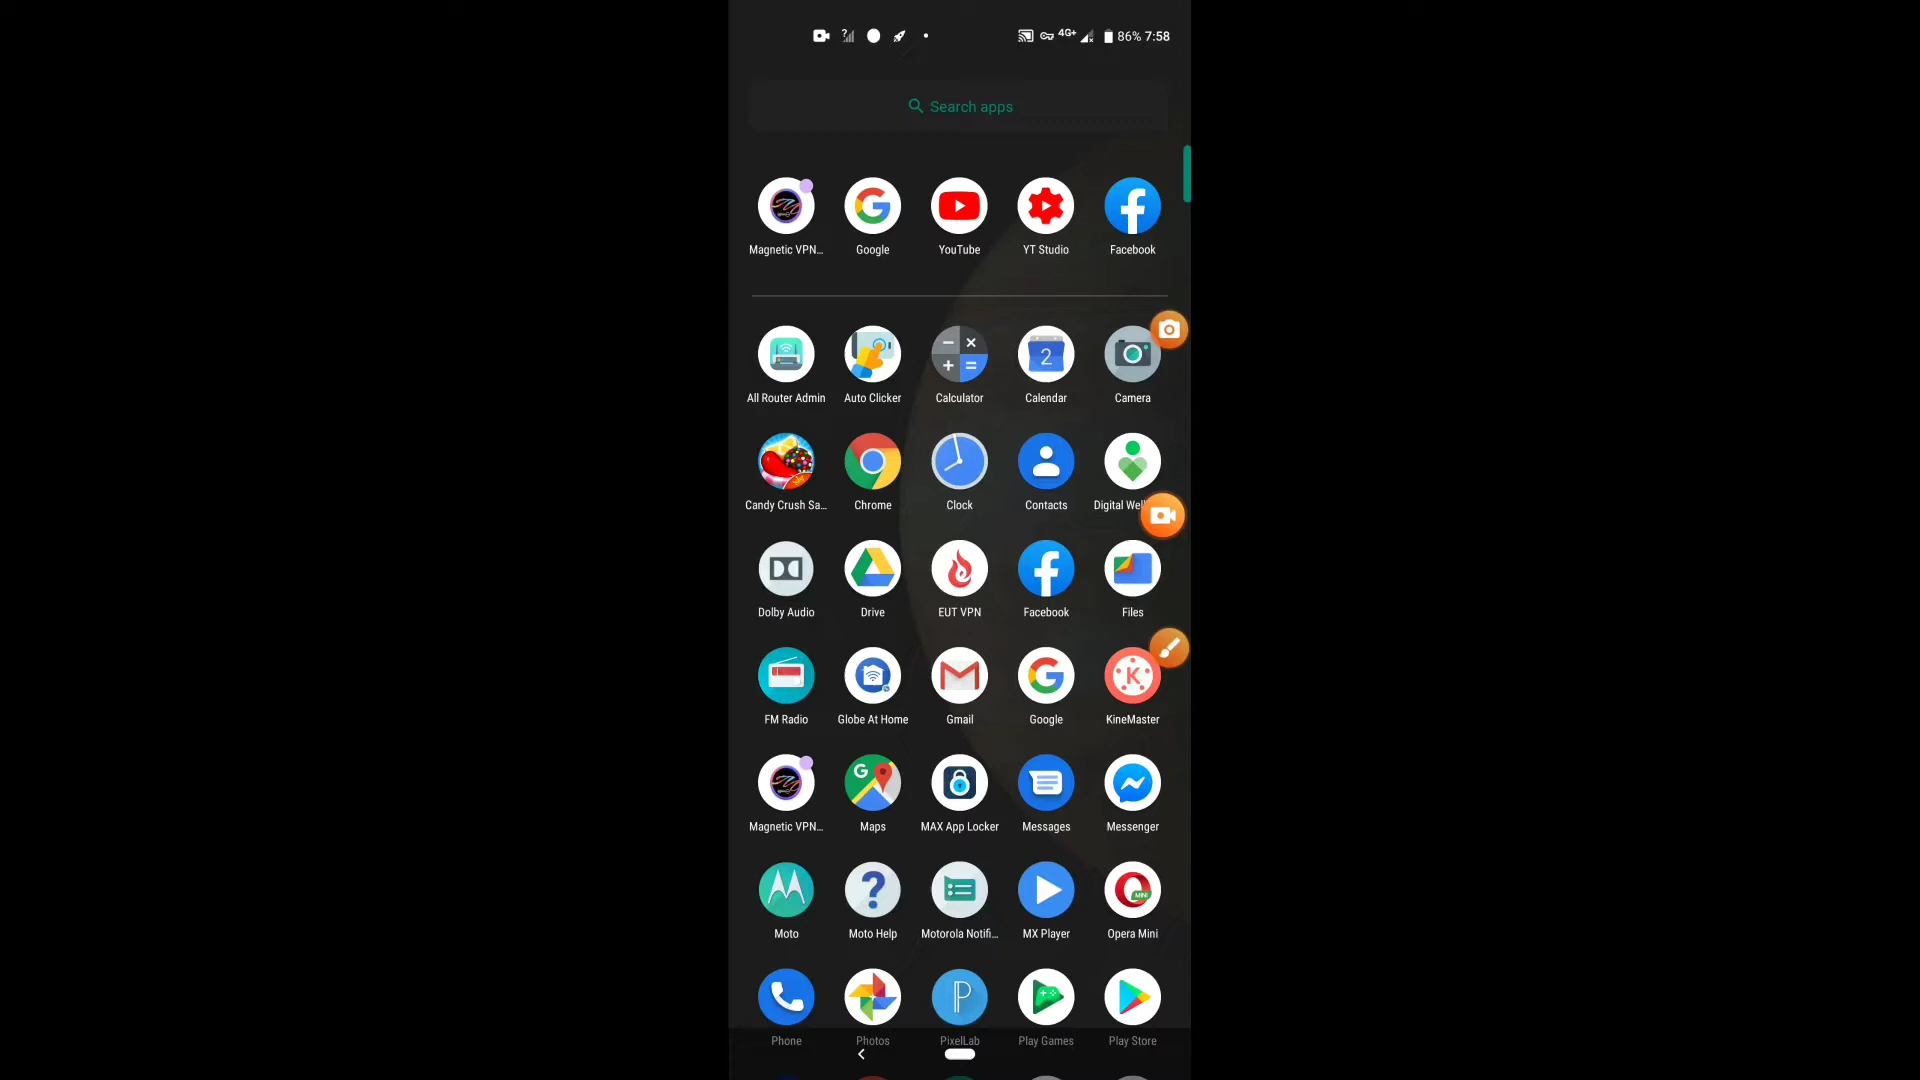 4G+ 86% 7:58
Search apps
Magnetic VPN... Google YouTube YT Studio Facebook
All Router Admin Auto Clicker Calculator Calendar Camera
Candy Crush Sa... Chrome Clock Contacts Digital Wel
Dolby Audio Drive EUT VPN Facebook Files
FM Radio Globe At Home Gmail Google KineMaster
Magnetic VPN... Maps MAX App Locker Messages Messenger
Moto Moto Help Motorola Notifi... MX Player Opera Mini
Phone Photos PixelLab Play Games Play Store